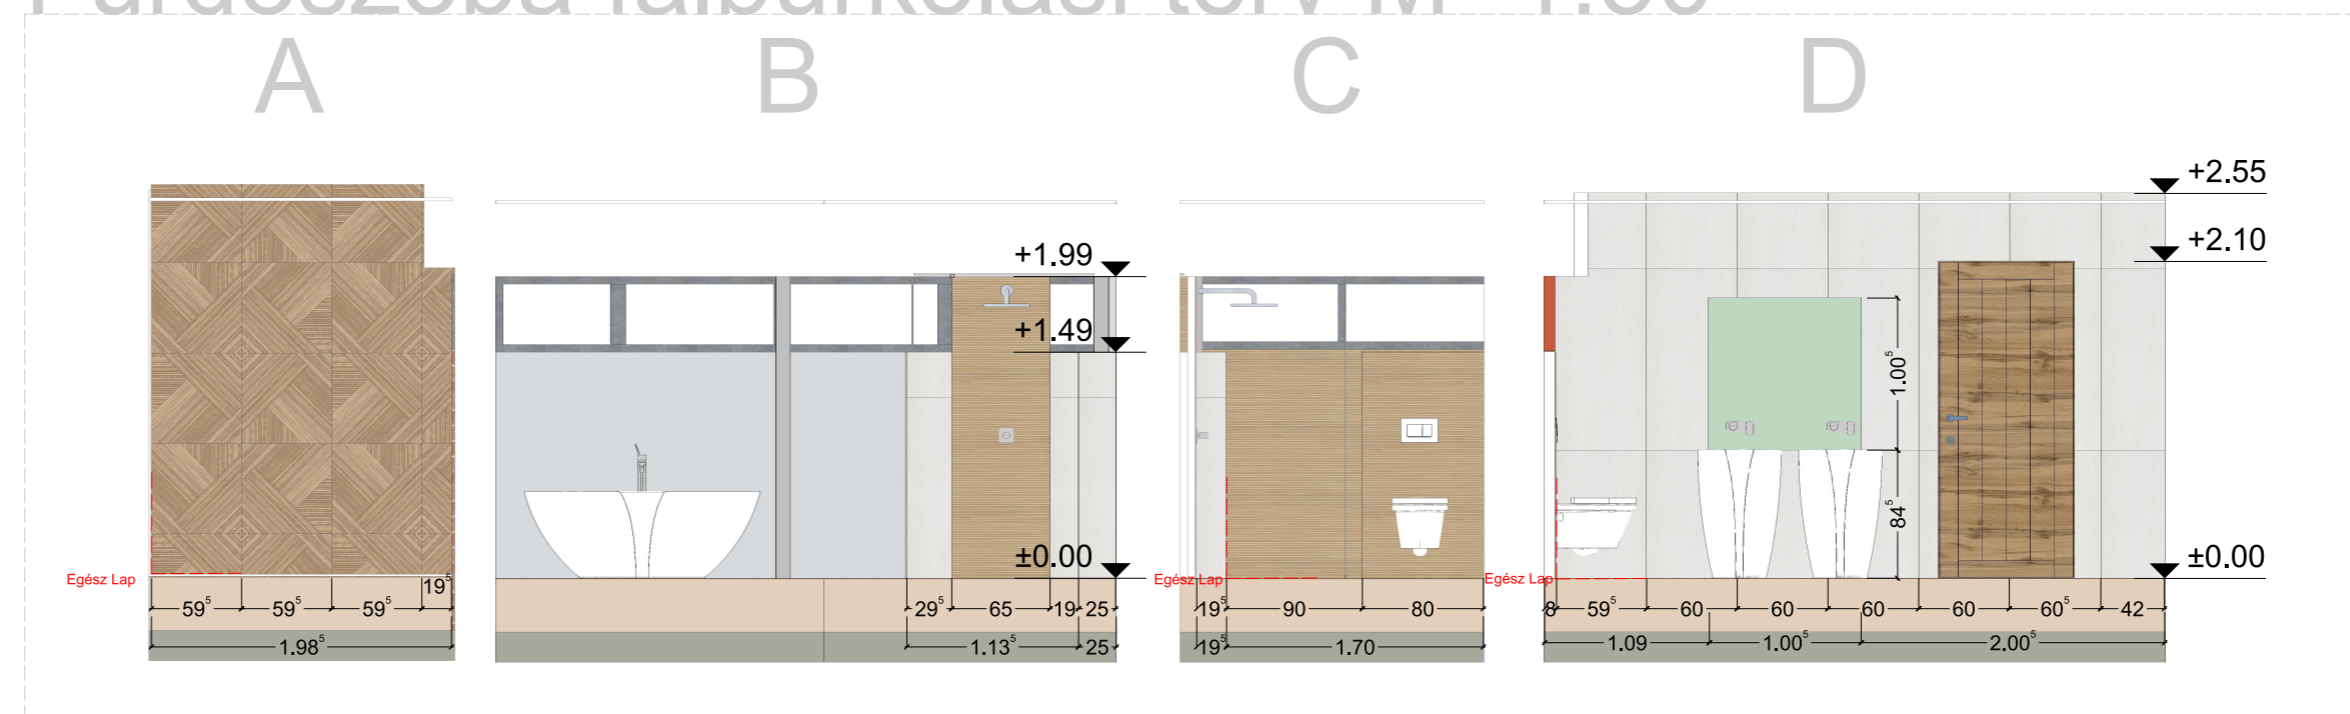 A B C D
+2.55
+2.10
+1.99
+1.49
1.00⁵
84⁵
±0.00 ±0.00
Egész Lap Egész Lap Egész Lap
59⁵ 59⁵ 59⁵ 19⁵
29⁵ 65 19 25
19⁵ 90 80
8 59⁵ 60 60 60 60 60⁵ 42
1.98⁵
1.13⁵ 25
19⁵ 1.70
1.09 1.00⁵ 2.00⁵